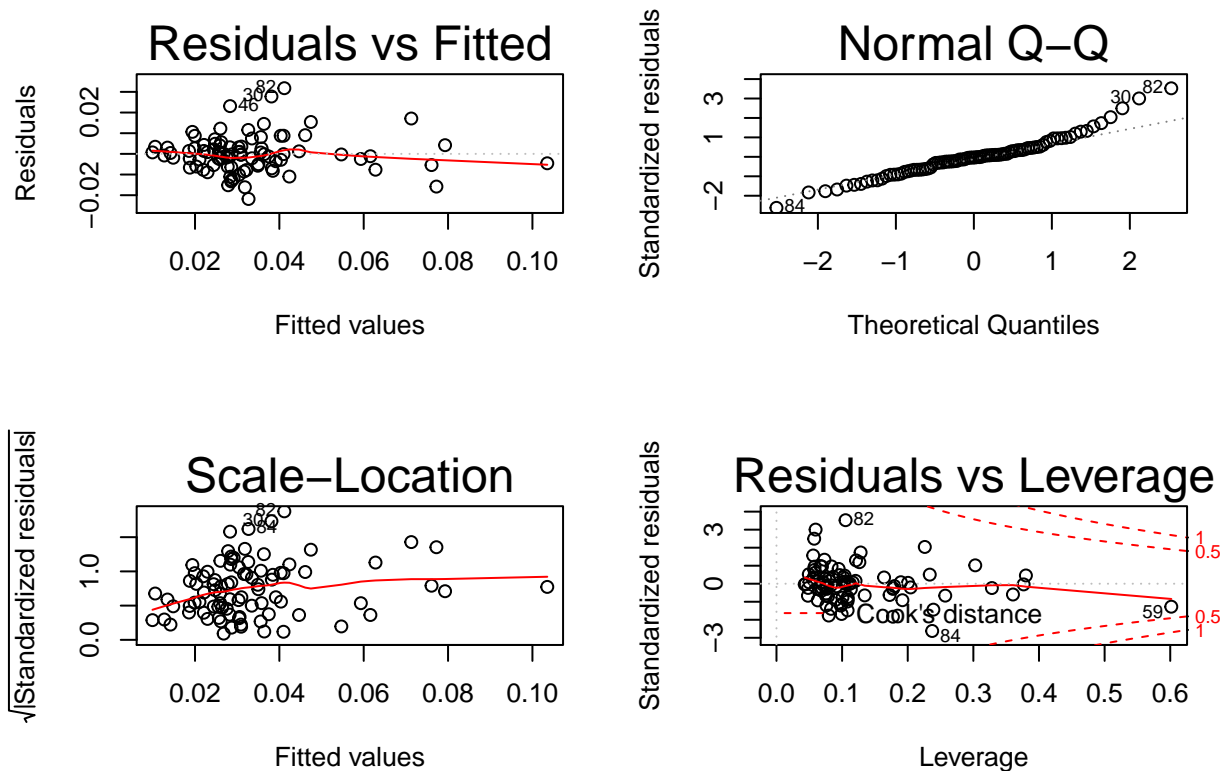 Residuals vs Fitted
Residuals
−0.02
0.02
82
30
46
0.02 0.04 0.06 0.08 0.10
Fitted values
Normal Q−Q
Standardized residuals
−2
1
3
30
82
84
−2 −1 0 1 2
Theoretical Quantiles
Scale−Location
√|Standardized residuals|
0.0
1.0
82
30
84
0.02 0.04 0.06 0.08 0.10
Fitted values
Residuals vs Leverage
Standardized residuals
−3
0
3
82
84
59
1
0.5
0.5
1
Cook's distance
0.0 0.1 0.2 0.3 0.4 0.5 0.6
Leverage